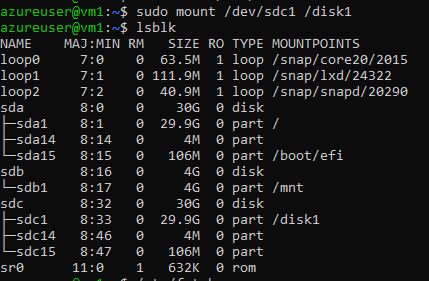 azureuser@vm1:~$ sudo mount /dev/sdc1 /disk1
azureuser@vm1:~$ lsblk
NAME    MAJ:MIN RM   SIZE RO TYPE MOUNTPOINTS
loop0     7:0    0  63.5M  1 loop /snap/core20/2015
loop1     7:1    0 111.9M  1 loop /snap/lxd/24322
loop2     7:2    0  40.9M  1 loop /snap/snapd/20290
sda       8:0    0    30G  0 disk
├─sda1    8:1    0  29.9G  0 part /
├─sda14   8:14   0     4M  0 part
└─sda15   8:15   0   106M  0 part /boot/efi
sdb       8:16   0     4G  0 disk
└─sdb1    8:17   0     4G  0 part /mnt
sdc       8:32   0    30G  0 disk
├─sdc1    8:33   0  29.9G  0 part /disk1
├─sdc14   8:46   0     4M  0 part
└─sdc15   8:47   0   106M  0 part
sr0      11:0    1   632K  0 rom